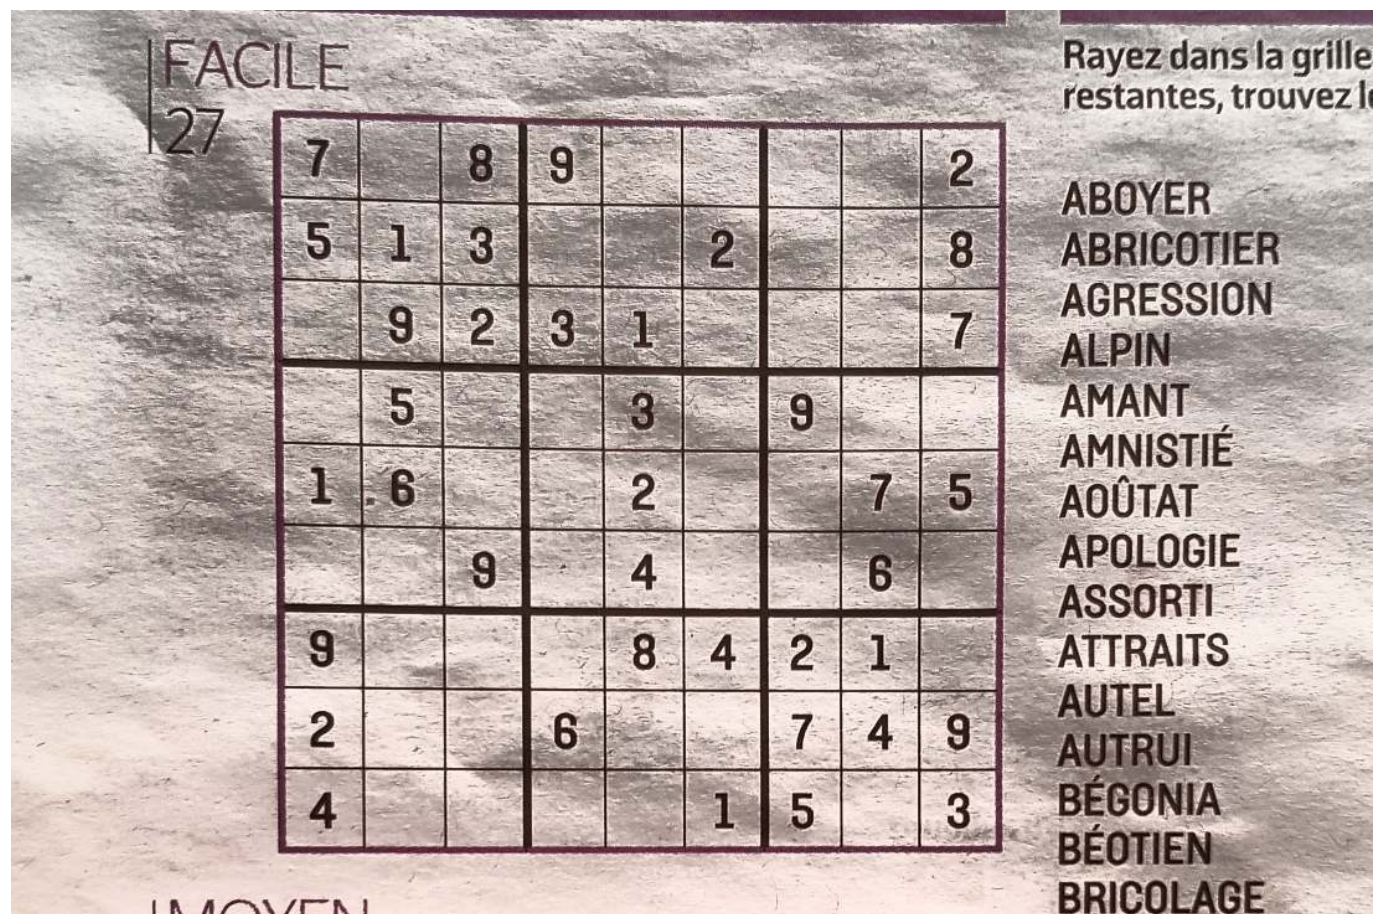 FACILE
27
7 8 9 2
5 1 3 2 8
9 2 3 1 7
5 3 9
1 6 2 7 5
9 4 6
9 8 4 2 1
2 6 7 4 9
4 1 5 3
MOYEN
Rayez dans la grille
restantes, trouvez
ABOYER
ABRICOTIER
AGRESSION
ALPIN
AMANT
AMNISTIÉ
AOÛTAT
APOLOGIE
ASSORTI
ATTRAITS
AUTEL
AUTRUI
BÉGONIA
BÉOTIEN
BRICOLAGE